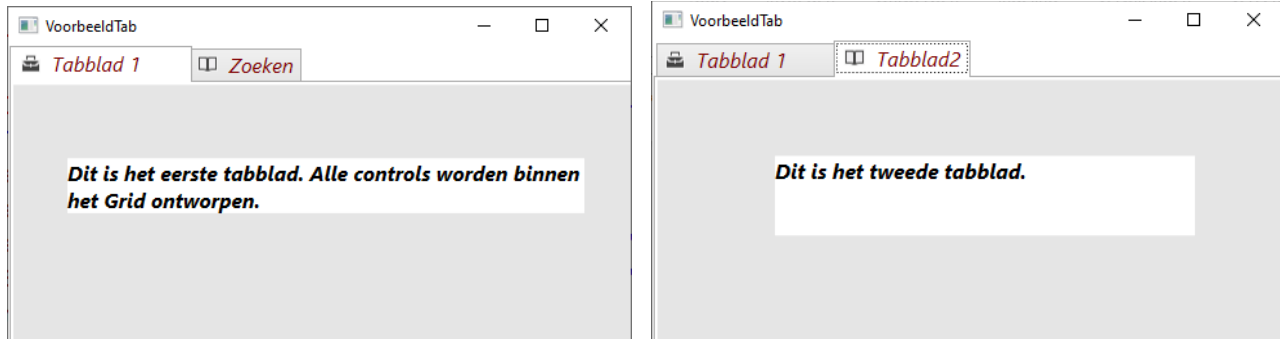 VoorbeeldTab
Tabblad 1
Zoeken
Dit is het eerste tabblad. Alle controls worden binnen
het Grid ontworpen.
VoorbeeldTab
Tabblad 1
Tabblad2
Dit is het tweede tabblad.